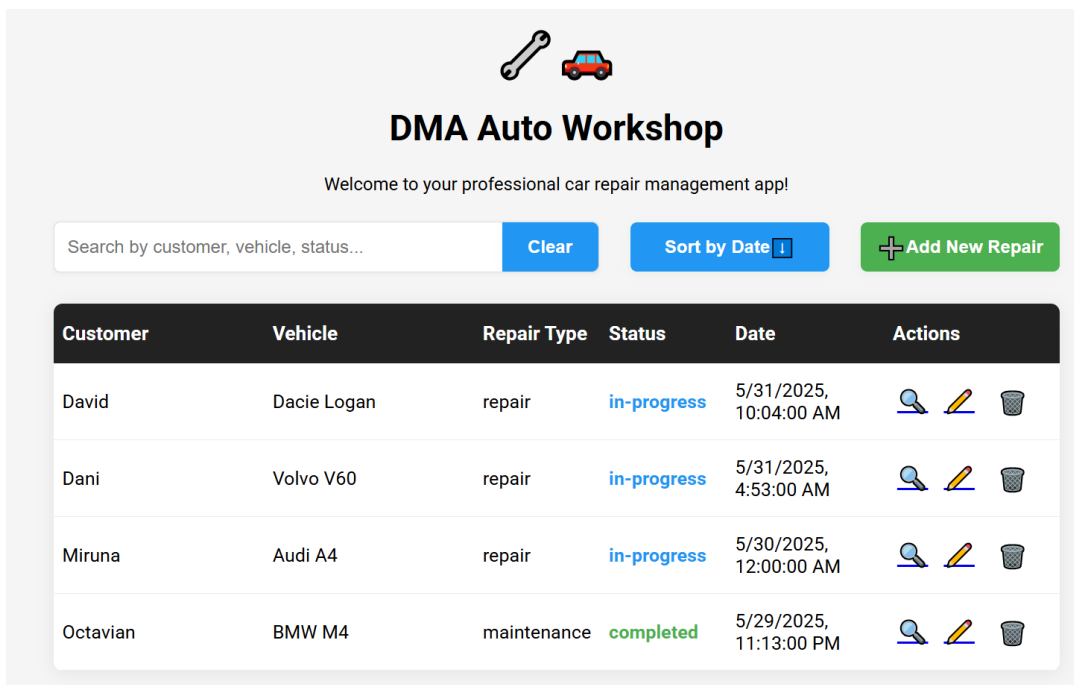 DMA Auto Workshop
Welcome to your professional car repair management app!
Search by customer, vehicle, status... Clear Sort by Date ↓ Add New Repair
Customer Vehicle Repair Type Status Date Actions
David Dacie Logan repair in-progress 5/31/2025, 10:04:00 AM
Dani Volvo V60 repair in-progress 5/31/2025, 4:53:00 AM
Miruna Audi A4 repair in-progress 5/30/2025, 12:00:00 AM
Octavian BMW M4 maintenance completed 5/29/2025, 11:13:00 PM